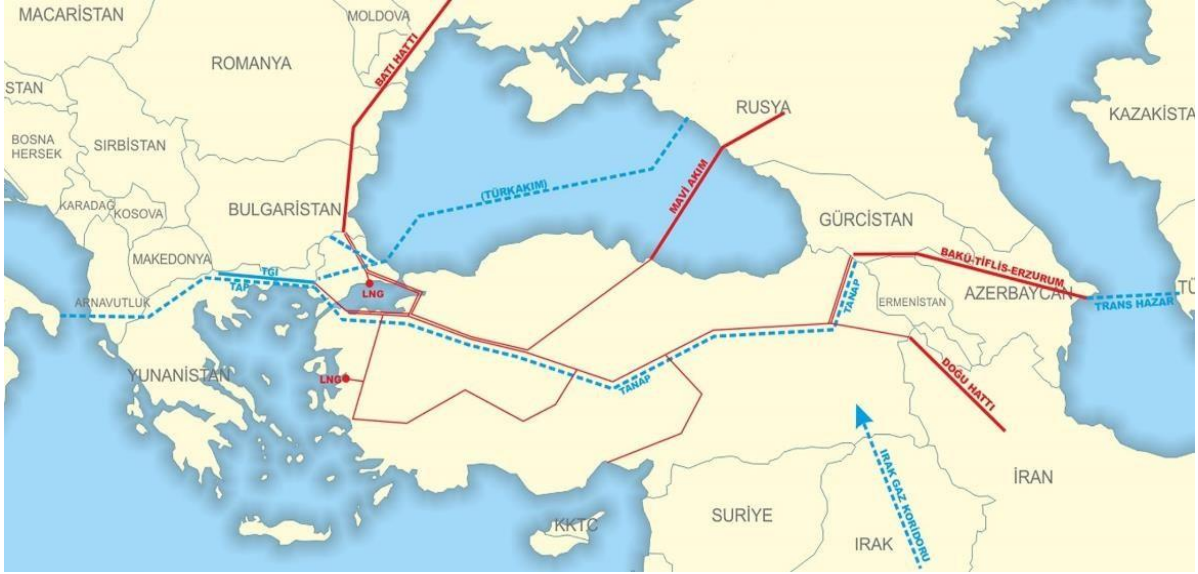 MACARİSTAN
MOLDOVA
BATI HATTI
ROMANYA
STAN
BOSNA
HERSEK
SIRBİSTAN
RUSYA
KAZAKİSTA
(TÜRKAKIM)
MAVİ AKIM
KARADAĞ
KOSOVA
BULGARİSTAN
GÜRCİSTAN
MAKEDONYA
BAKÜ-TİFLİS-ERZURUM
TGI
TAP
LNG
TANAP
ERMENİSTAN
AZERBAYCAN
TRANS HAZAR
TÜ
ARNAVUTLUK
YUNANİSTAN
LNG
TANAP
DOĞU HATTI
IRAK GAZ KORİDORU
İRAN
KKTC
SURİYE
IRAK